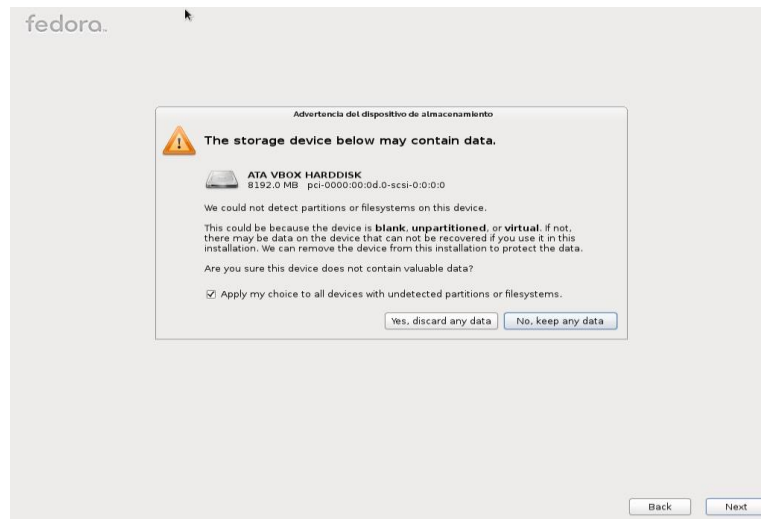 fedora.
Advertencia del dispositivo de almacenamiento
The storage device below may contain data.
ATA VBOX HARDDISK
8192.0 MB pci-0000:00:0d.0-scsi-0:0:0:0
We could not detect partitions or filesystems on this device.
This could be because the device is blank, unpartitioned, or virtual. If not,
there may be data on the device that can not be recovered if you use it in this
installation. We can remove the device from this installation to protect the data.
Are you sure this device does not contain valuable data?
Apply my choice to all devices with undetected partitions or filesystems.
Yes, discard any data No, keep any data
Back Next